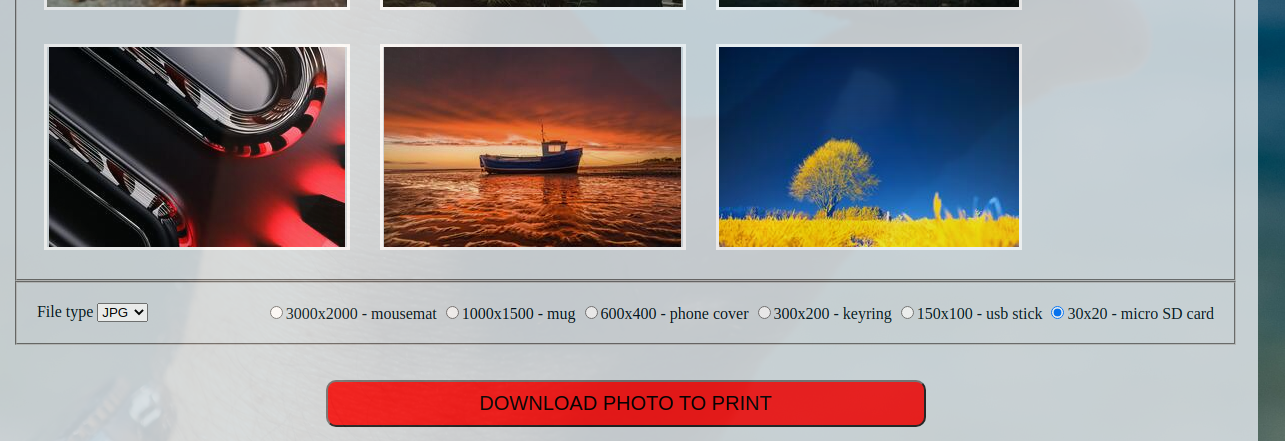 File type JPG 3000x2000 - mousemat 1000x1500 - mug 600x400 - phone cover 300x200 - keyring 150x100 - usb stick 30x20 - micro SD card
DOWNLOAD PHOTO TO PRINT